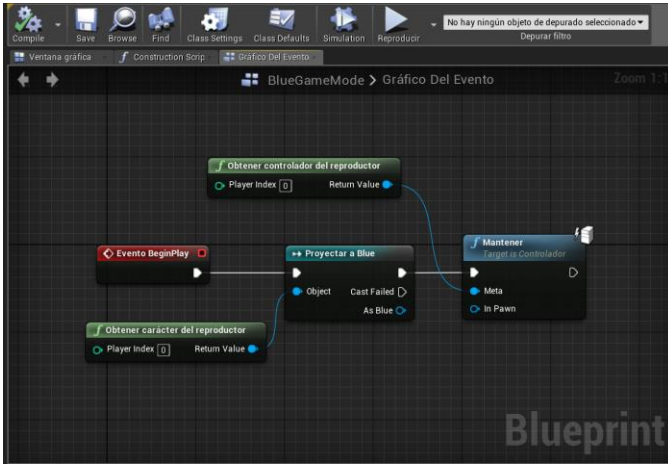 Compile
Save
Browse
Find
Class Settings
Class Defaults
Simulation
Reproducir
No hay ningún objeto de depurado seleccionado
Depurar filtro
Ventana gráfica
Construction Scrip
Gráfico Del Evento
BlueGameMode > Gráfico Del Evento
Zoom 1:1
f Obtener controlador del reproductor
Player Index 0
Return Value
Evento BeginPlay
Proyectar a Blue
Object
Cast Failed
As Blue
f Mantener
Target is Controlador
Meta
In Pawn
f Obtener carácter del reproductor
Player Index 0
Return Value
Blueprint